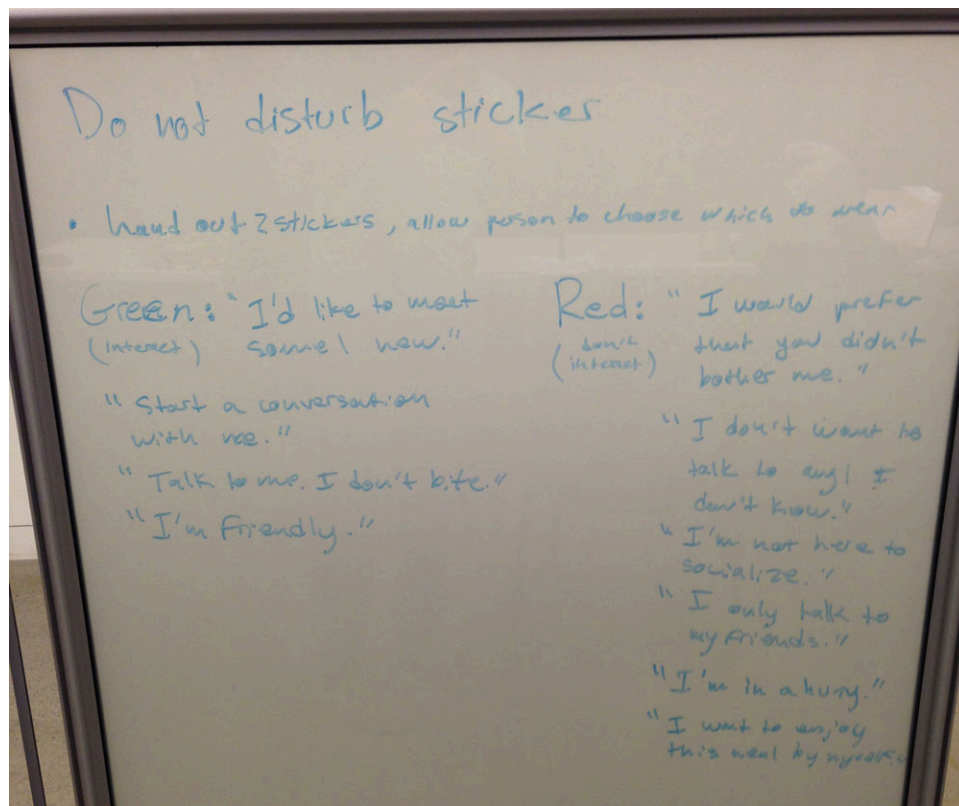 Do not disturb sticker
• hand out 2 stickers, allow person to choose which to wear
Green: "I'd like to meet
(interact) some1 new."
"Start a conversation
with me."
"Talk to me. I don't bite."
"I'm friendly."
Red: "I would prefer
(don't interact) that you didn't
bother me."
"I don't want to
talk to any1 I
don't know."
"I'm not here to
socialize."
"I only talk to
my friends."
"I'm in a hurry."
"I want to enjoy
this meal by myself."